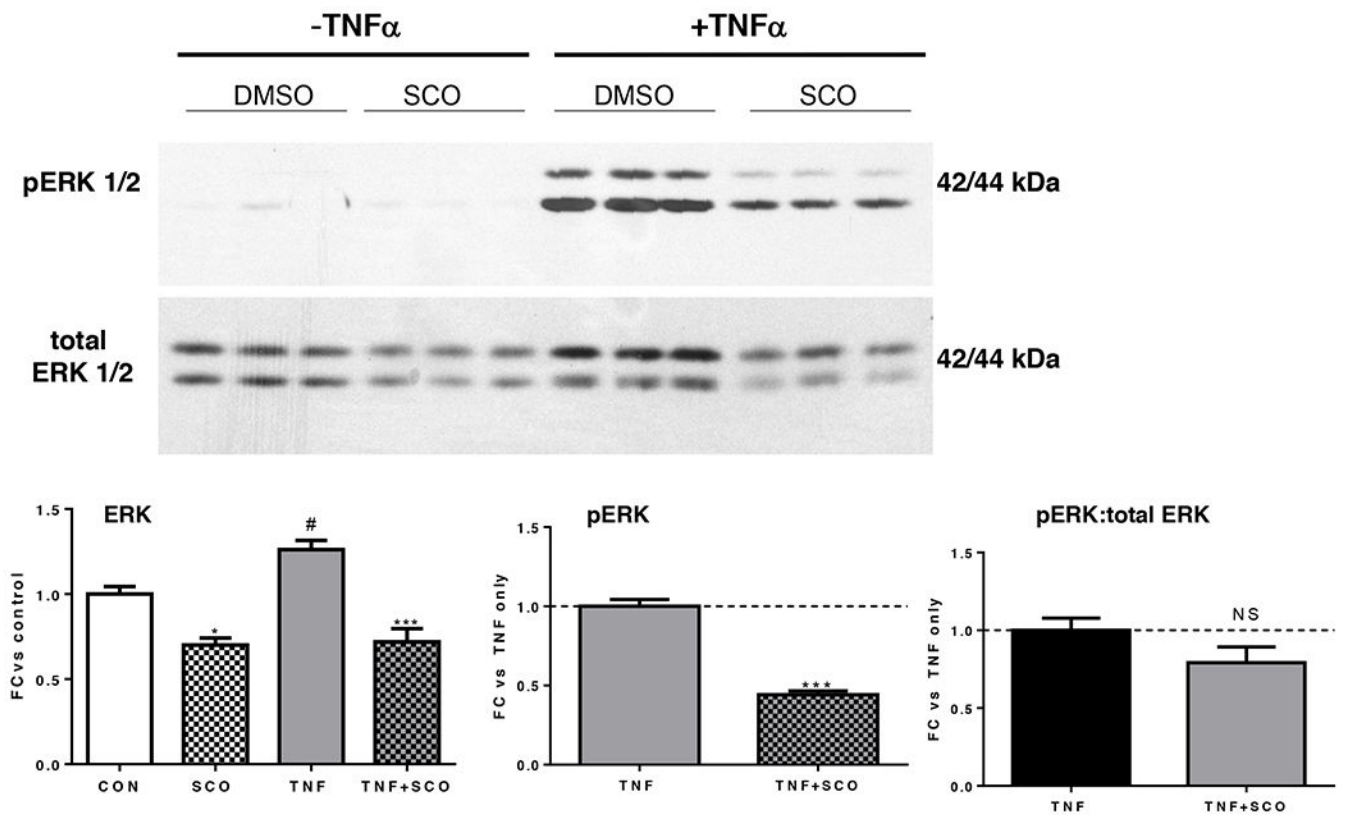 -TNFα
+TNFα
DMSO
SCO
DMSO
SCO
pERK 1/2
42/44 kDa
total
ERK 1/2
42/44 kDa
ERK
FC vs control
1.5
1.0
0.5
0.0
*
#
***
CON
SCO
TNF
TNF+SCO
pERK
FC vs TNF only
1.5
1.0
0.5
0.0
***
TNF
TNF+SCO
pERK:total ERK
FC vs TNF only
1.5
1.0
0.5
0.0
NS
TNF
TNF+SCO